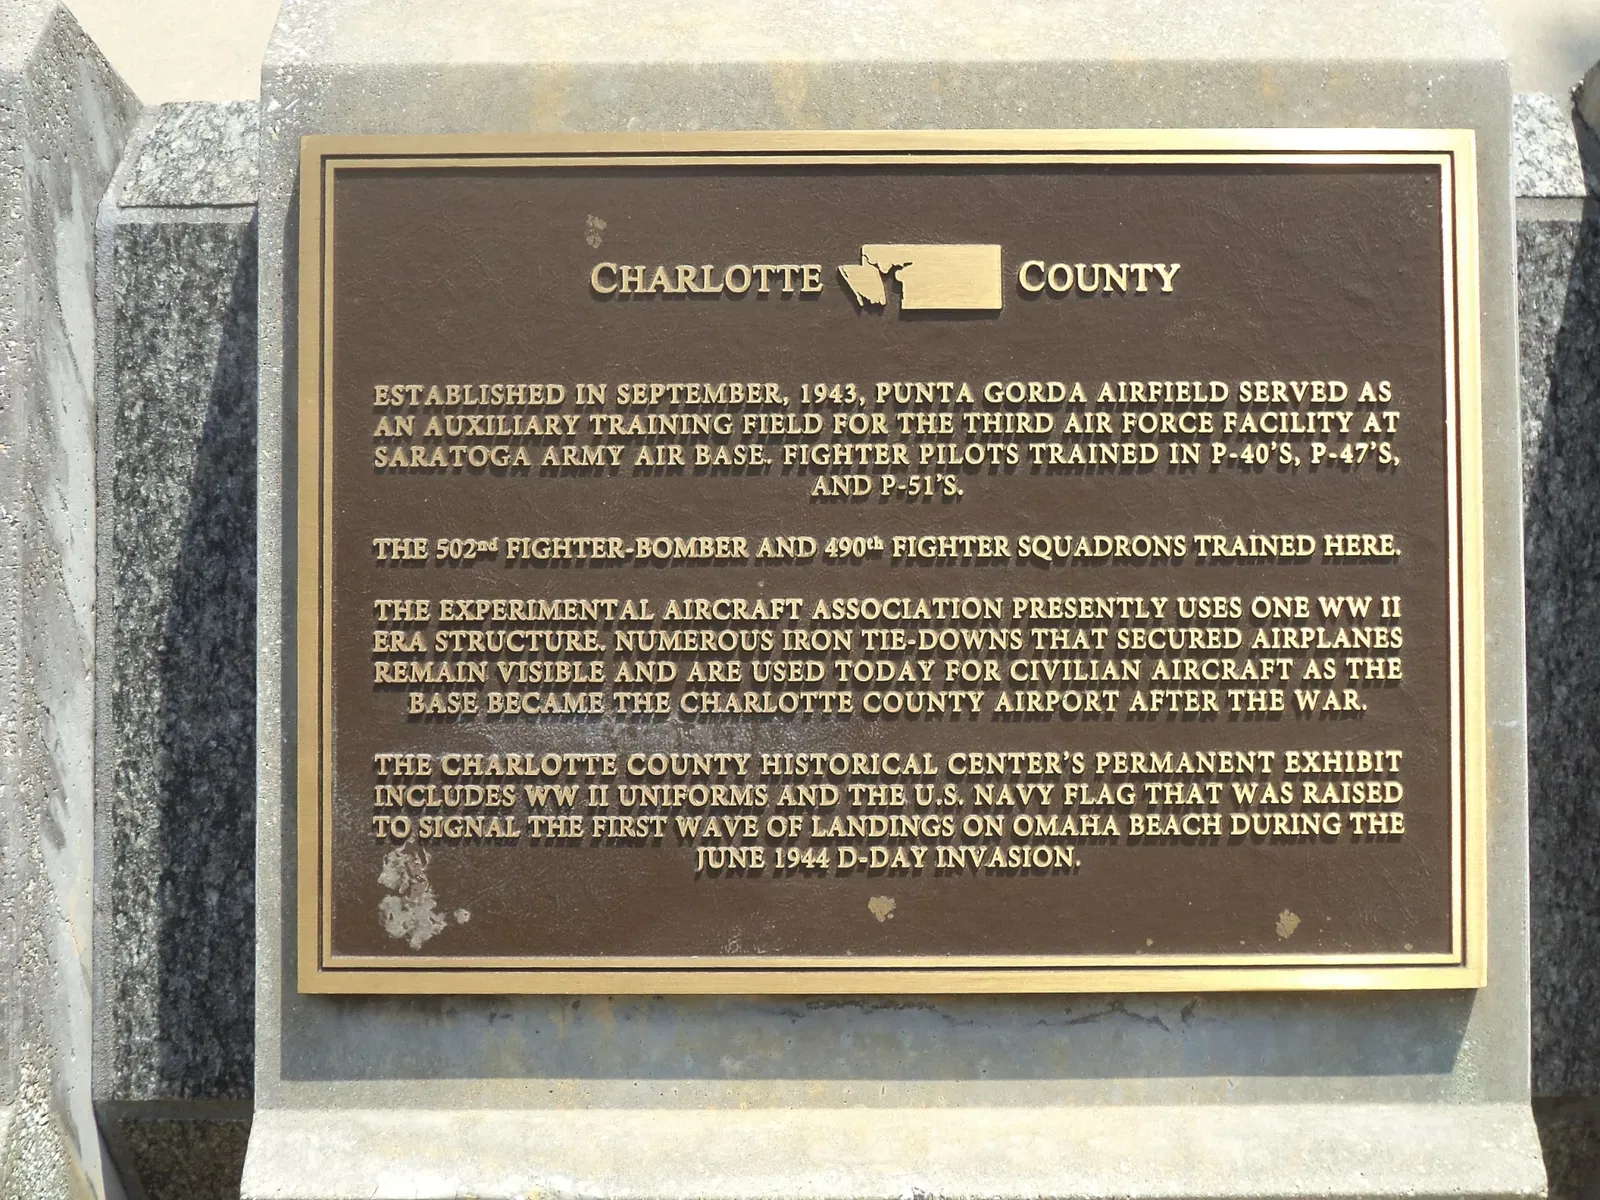 CHARLOTTE COUNTY
ESTABLISHED IN SEPTEMBER, 1943, PUNTA GORDA AIRFIELD SERVED AS
AN AUXILIARY TRAINING FIELD FOR THE THIRD AIR FORCE FACILITY AT
SARATOGA ARMY AIR BASE. FIGHTER PILOTS TRAINED IN P-40'S, P-47'S,
AND P-51'S.
THE 502nd FIGHTER-BOMBER AND 490th FIGHTER SQUADRONS TRAINED HERE.
THE EXPERIMENTAL AIRCRAFT ASSOCIATION PRESENTLY USES ONE WW II
ERA STRUCTURE. NUMEROUS IRON TIE-DOWNS THAT SECURED AIRPLANES
REMAIN VISIBLE AND ARE USED TODAY FOR CIVILIAN AIRCRAFT AS THE
BASE BECAME THE CHARLOTTE COUNTY AIRPORT AFTER THE WAR.
THE CHARLOTTE COUNTY HISTORICAL CENTER'S PERMANENT EXHIBIT
INCLUDES WW II UNIFORMS AND THE U.S. NAVY FLAG THAT WAS RAISED
TO SIGNAL THE FIRST WAVE OF LANDINGS ON OMAHA BEACH DURING THE
JUNE 1944 D-DAY INVASION.